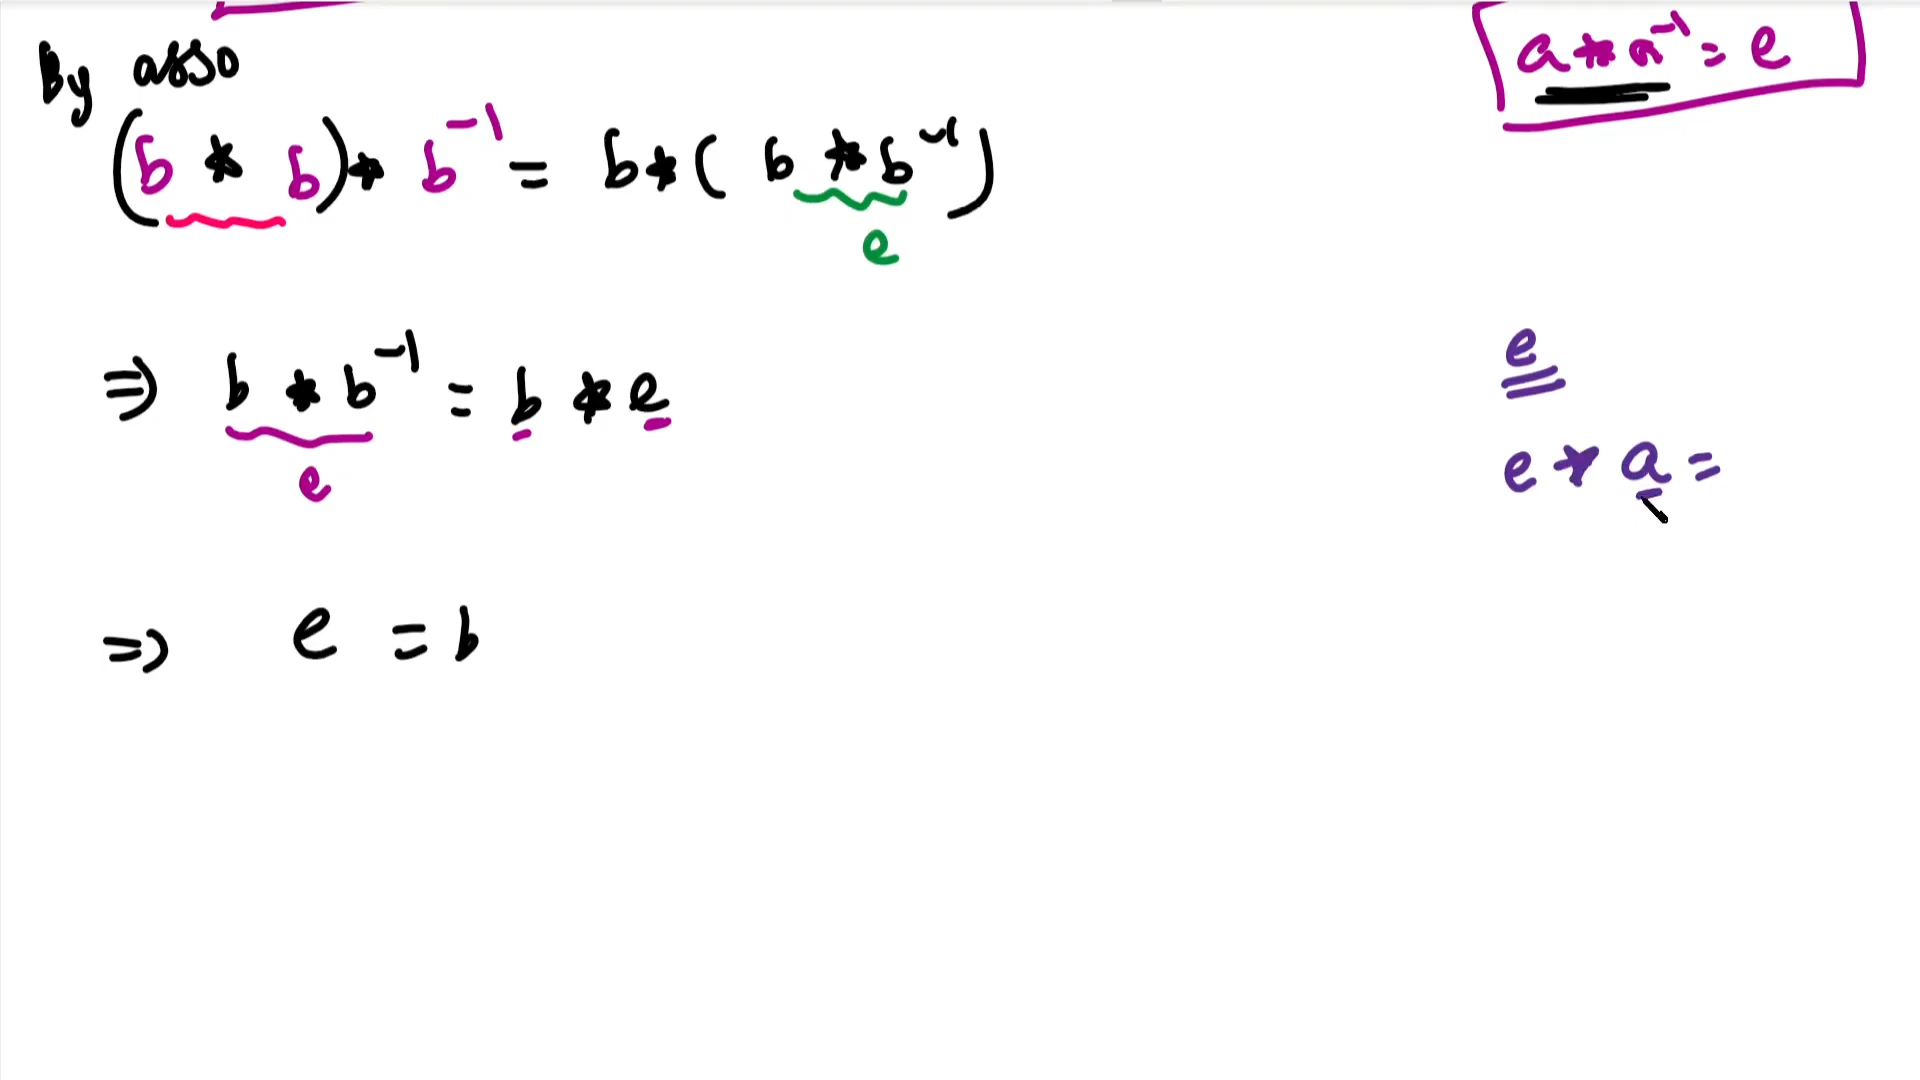 By asso
a * a⁻¹ = e
(b * b) * b⁻¹ = b * ( b * b⁻¹ )
e
⇒ b * b⁻¹ = b * e
e
e
e * a =
⇒ e = b